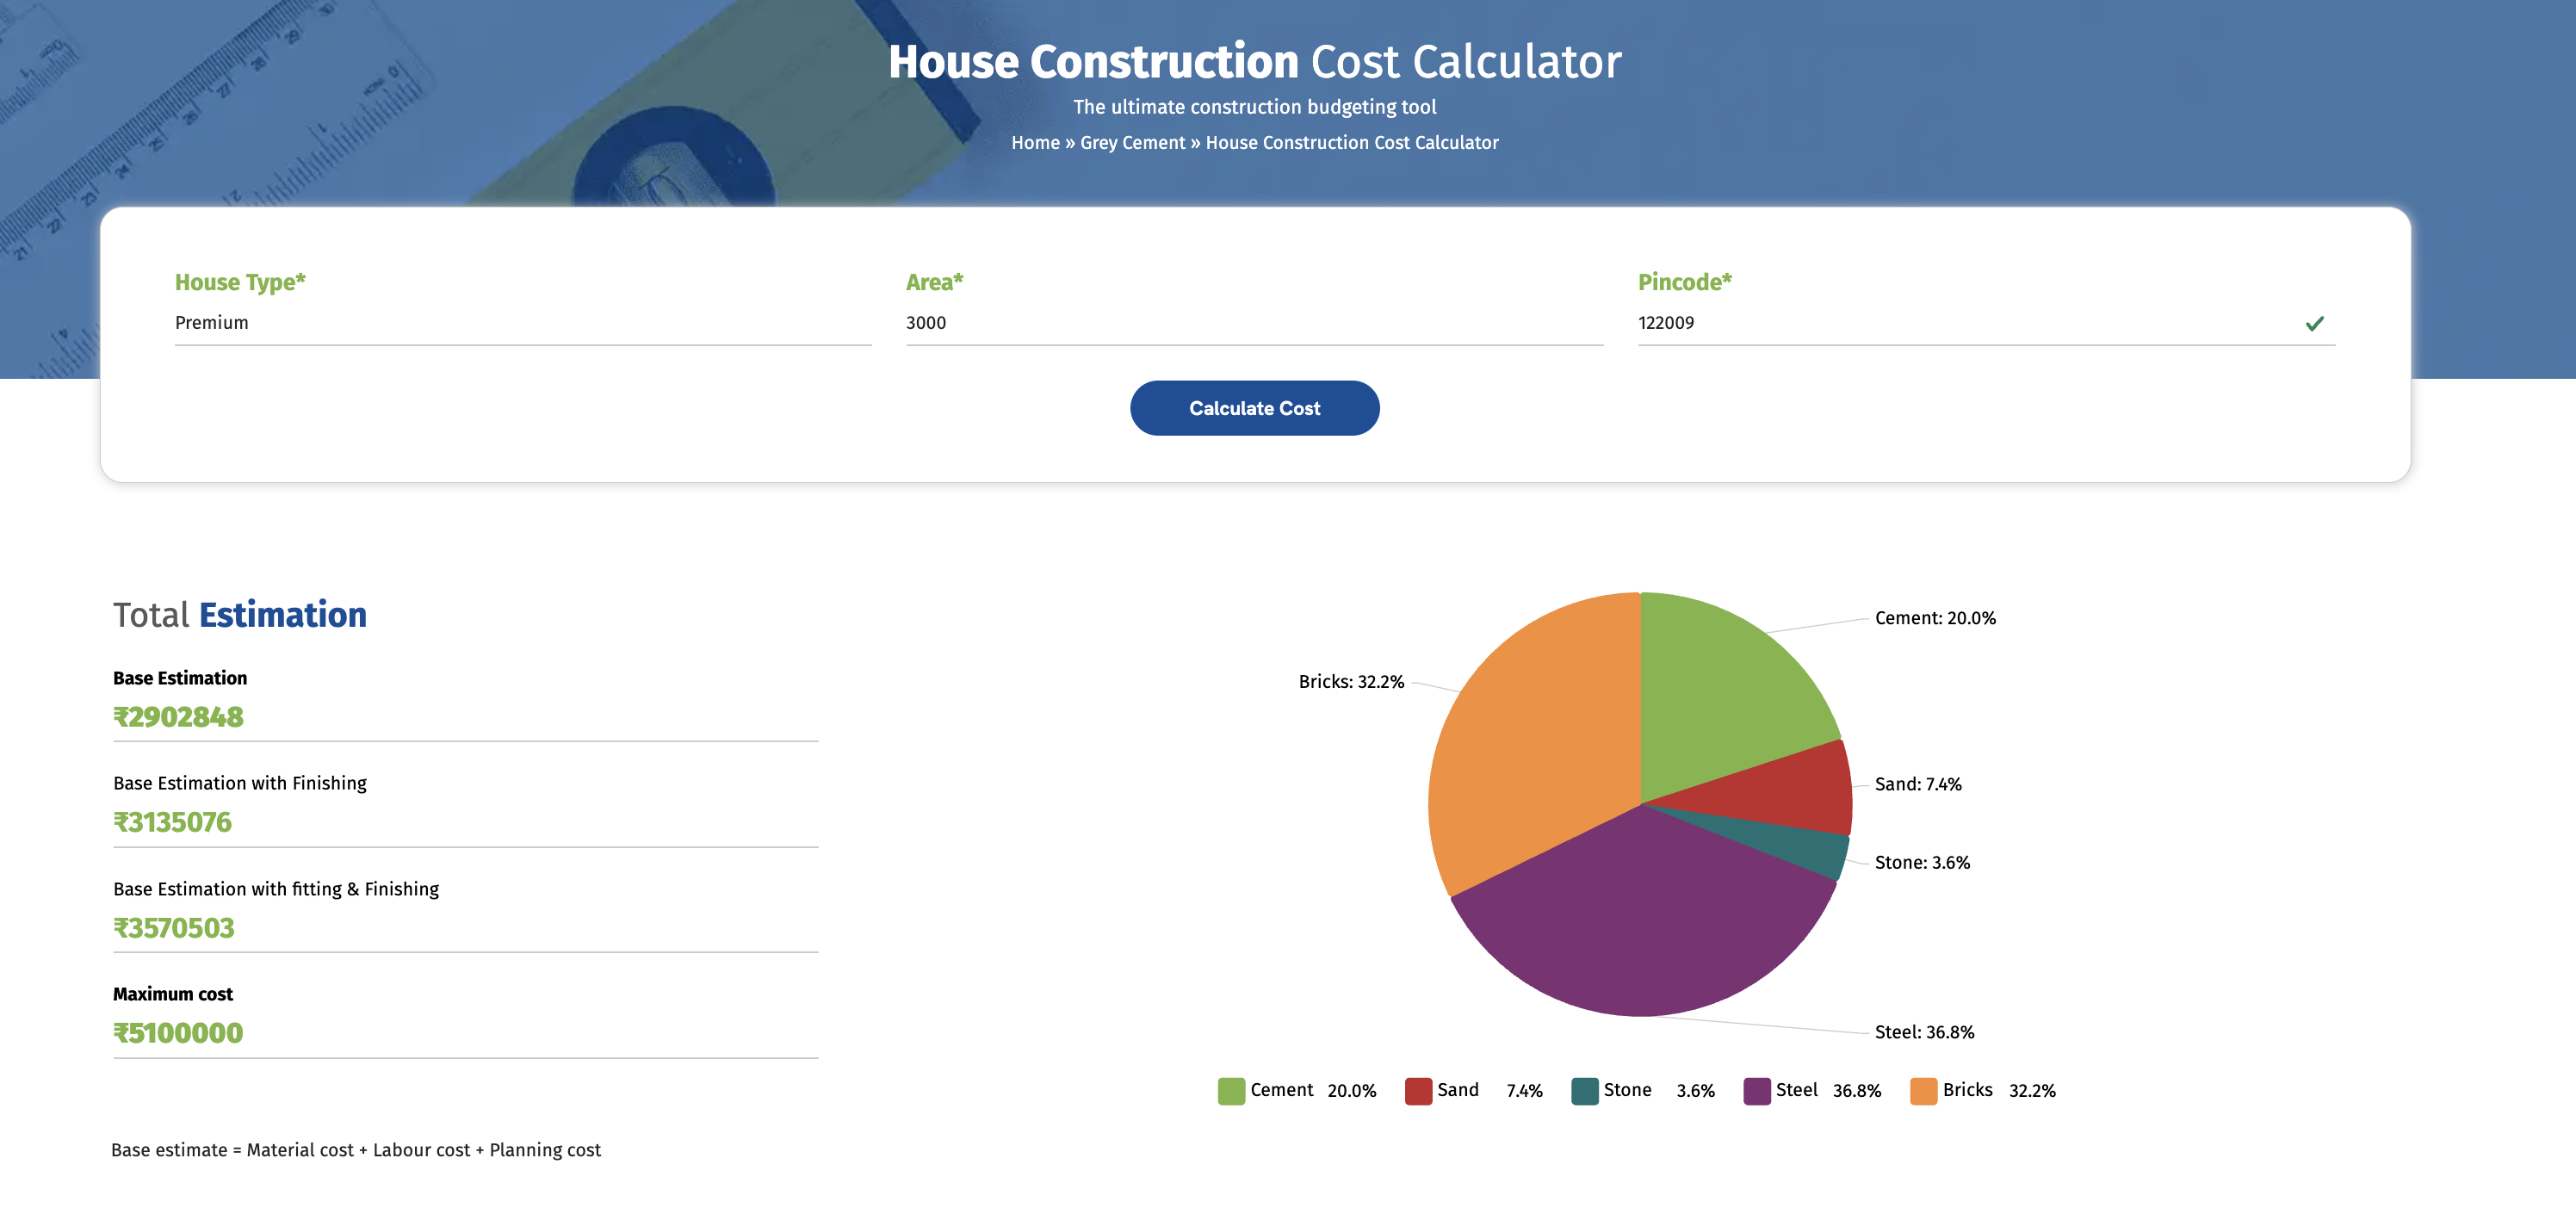 House Construction Cost Calculator
The ultimate construction budgeting tool
Home » Grey Cement » House Construction Cost Calculator
House Type*
Premium
Area*
3000
Pincode*
122009
Calculate Cost
Total Estimation
Base Estimation
₹2902848
Base Estimation with Finishing
₹3135076
Base Estimation with fitting & Finishing
₹3570503
Maximum cost
₹5100000
Base estimate = Material cost + Labour cost + Planning cost
Cement: 20.0%
Bricks: 32.2%
Sand: 7.4%
Stone: 3.6%
Steel: 36.8%
Cement 20.0% Sand 7.4% Stone 3.6% Steel 36.8% Bricks 32.2%